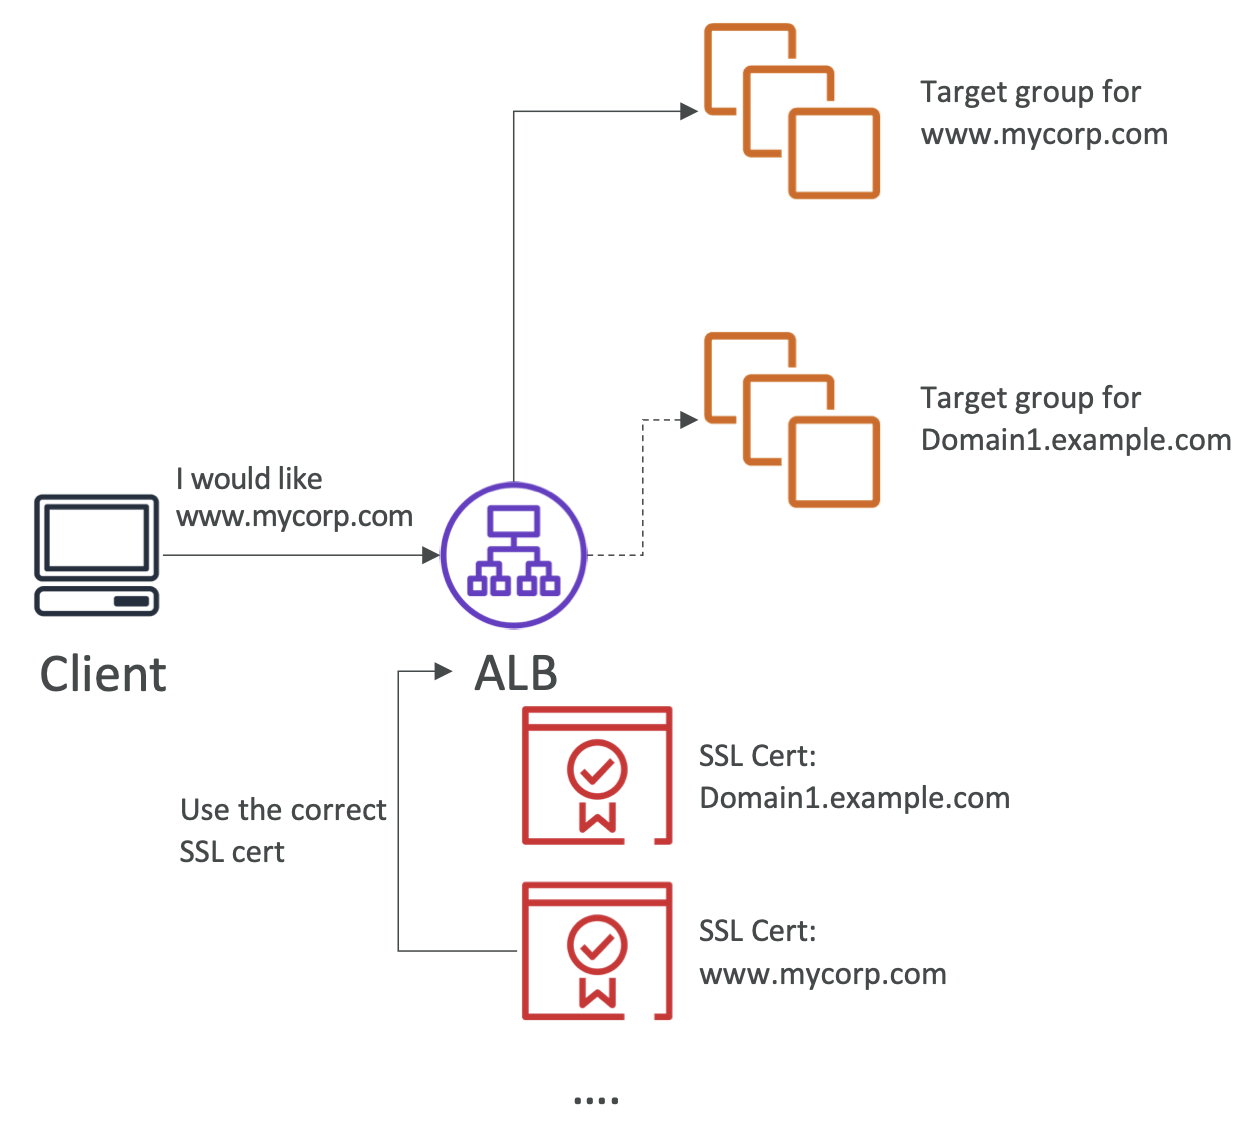 Target group for
www.mycorp.com
Target group for
Domain1.example.com
I would like
www.mycorp.com
Client
ALB
SSL Cert:
Domain1.example.com
Use the correct
SSL cert
SSL Cert:
www.mycorp.com
....